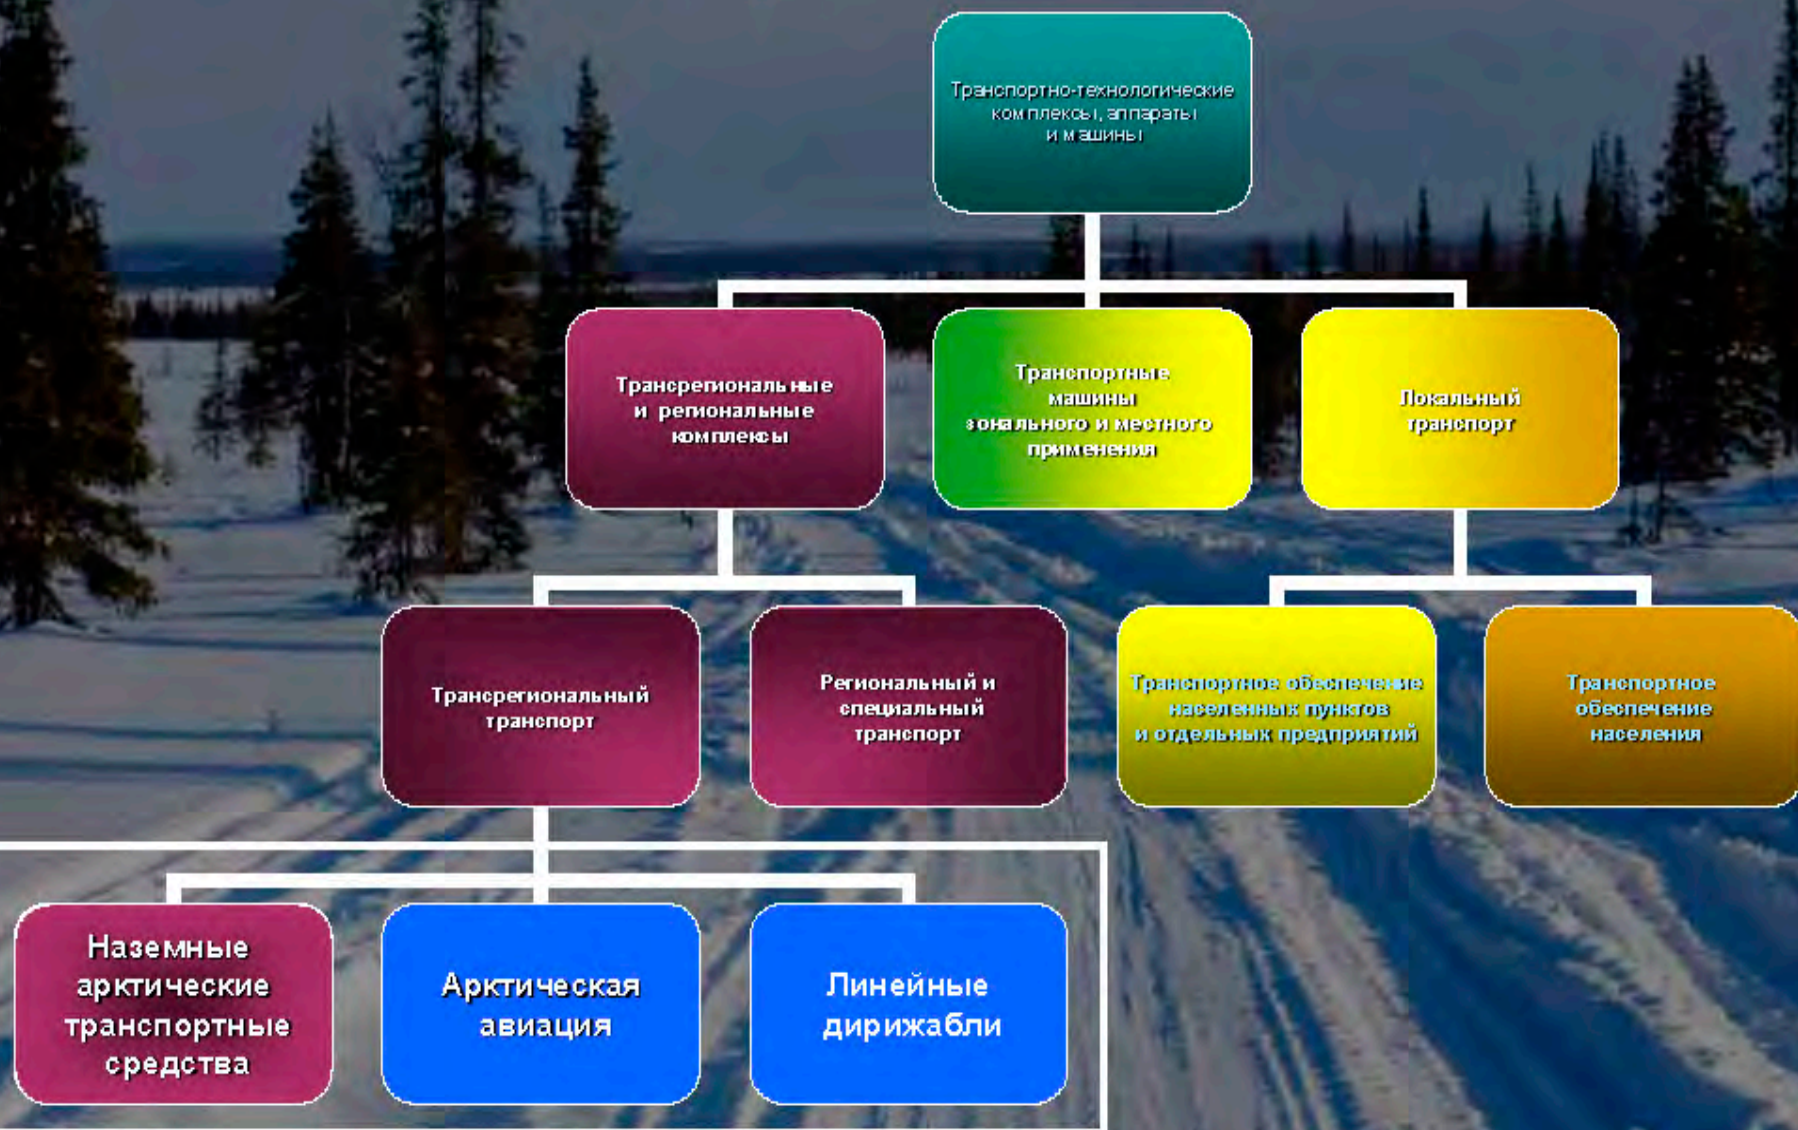 Транспортно-технологические
комплексы, аппараты
и машины
Трансрегиональные
и региональные
комплексы
Транспортные
машины
зонального и местного
применения
Локальный
транспорт
Трансрегиональный
транспорт
Региональный и
специальный
транспорт
Транспортное обеспечение
населенных пунктов
и отдельных предприятий
Транспортное
обеспечение
населения
Наземные
арктические
транспортные
средства
Арктическая
авиация
Линейные
дирижабли